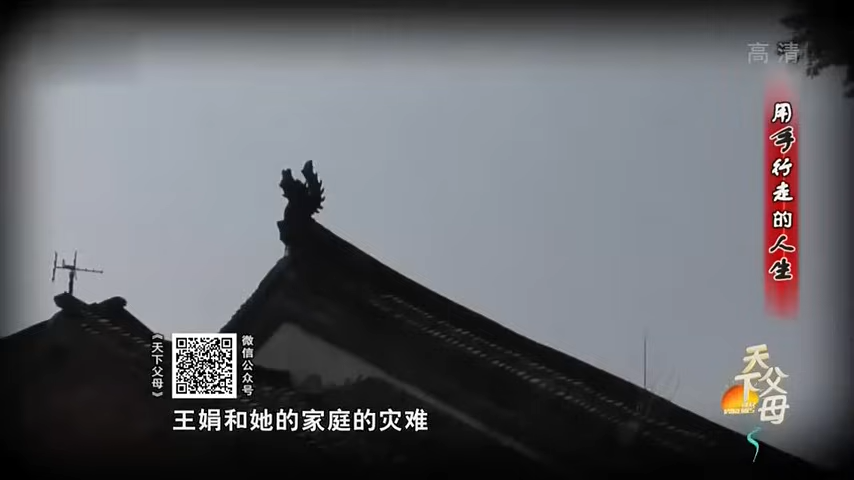 高清
用手行走的人生
《天下父母》
微信公众号
王娟和她的家庭的灾难
天下父母